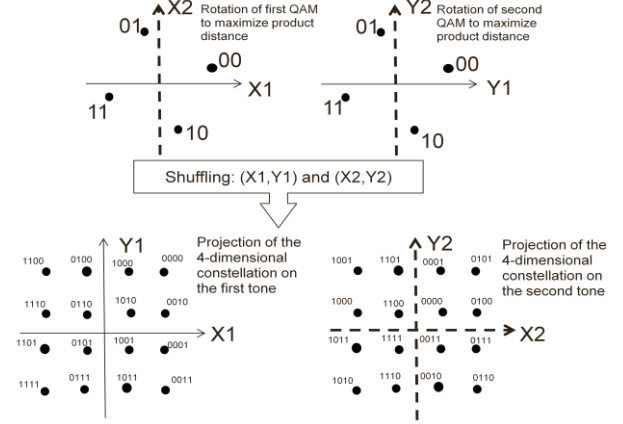 X2 Rotation of first QAM
to maximize product
distance
01
00
X1
11
10
Y2 Rotation of second
QAM to maximize
product distance
01
00
Y1
11
10
Shuffling: (X1,Y1) and (X2,Y2)
Y1
Projection of the
4-dimensional
constellation on
the first tone
1100 0100 1000 0000
1110 0110 1010 0010
X1
1101 0101 1001 0001
1111 0111 1011 0011
Y2
Projection of the
4-dimensional
constellation on
the second tone
1001 1101 0001 0101
1000 1100 0000 0100
X2
1011 1111 0011 0111
1010 1110 0010 0110